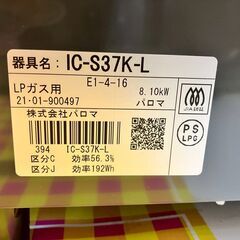 器具名: IC-S37K-L
E1-4-16
LPガス用 8.10kW
21·01-900497 パロマ
株式会社パロマ
JIA CELL
PS
LPG
394 IC-S37K-L
区分C 効率56.3%
区分J 効率192Wh